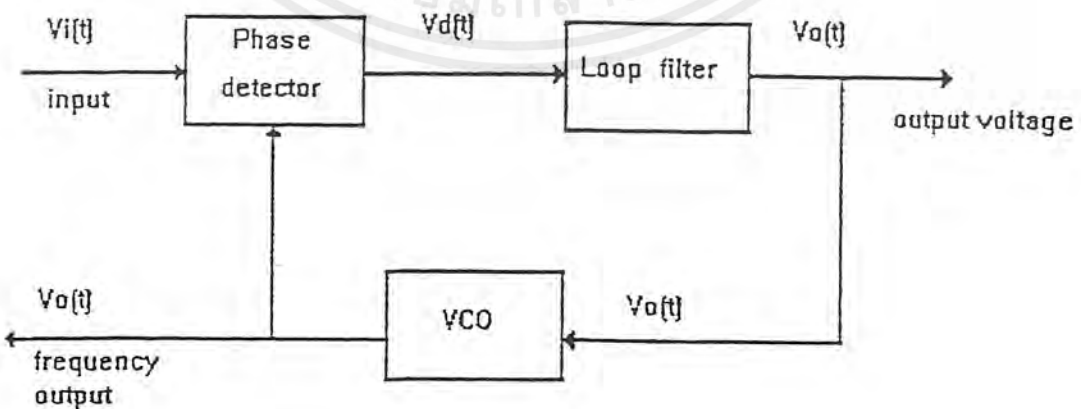 Vi[t]
Phase
detector
Vd[t]
Loop filter
Vo[t]
input
output voltage
Vo[t]
VCO
Vo[t]
frequency
output